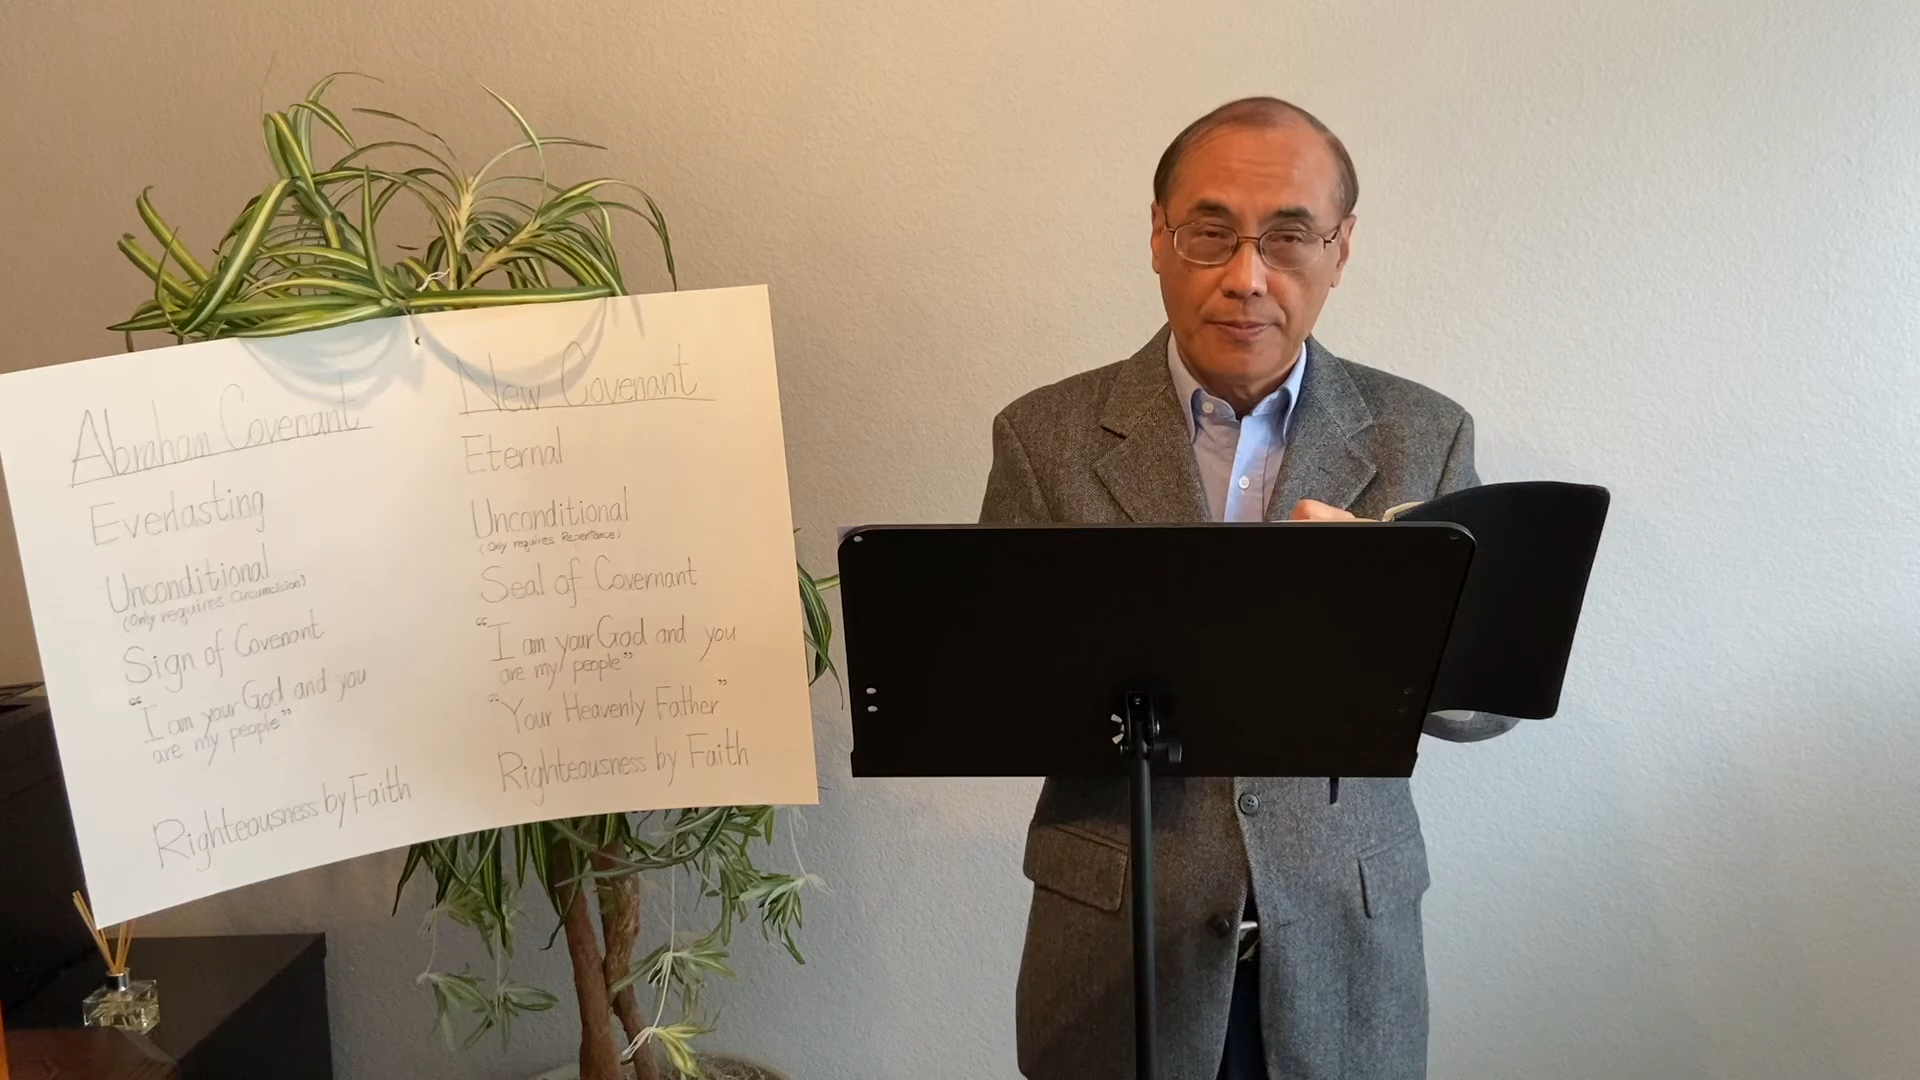 Abraham Covenant
Everlasting
Unconditional
(Only requires Circumcision)
Sign of Covenant
"I am your God and you
are my people"
Righteousness by Faith
New Covenant
Eternal
Unconditional
(Only requires Repentance)
Seal of Covernant
"I am your God and you
are my people"
"Your Heavenly Father"
Righteousness by Faith